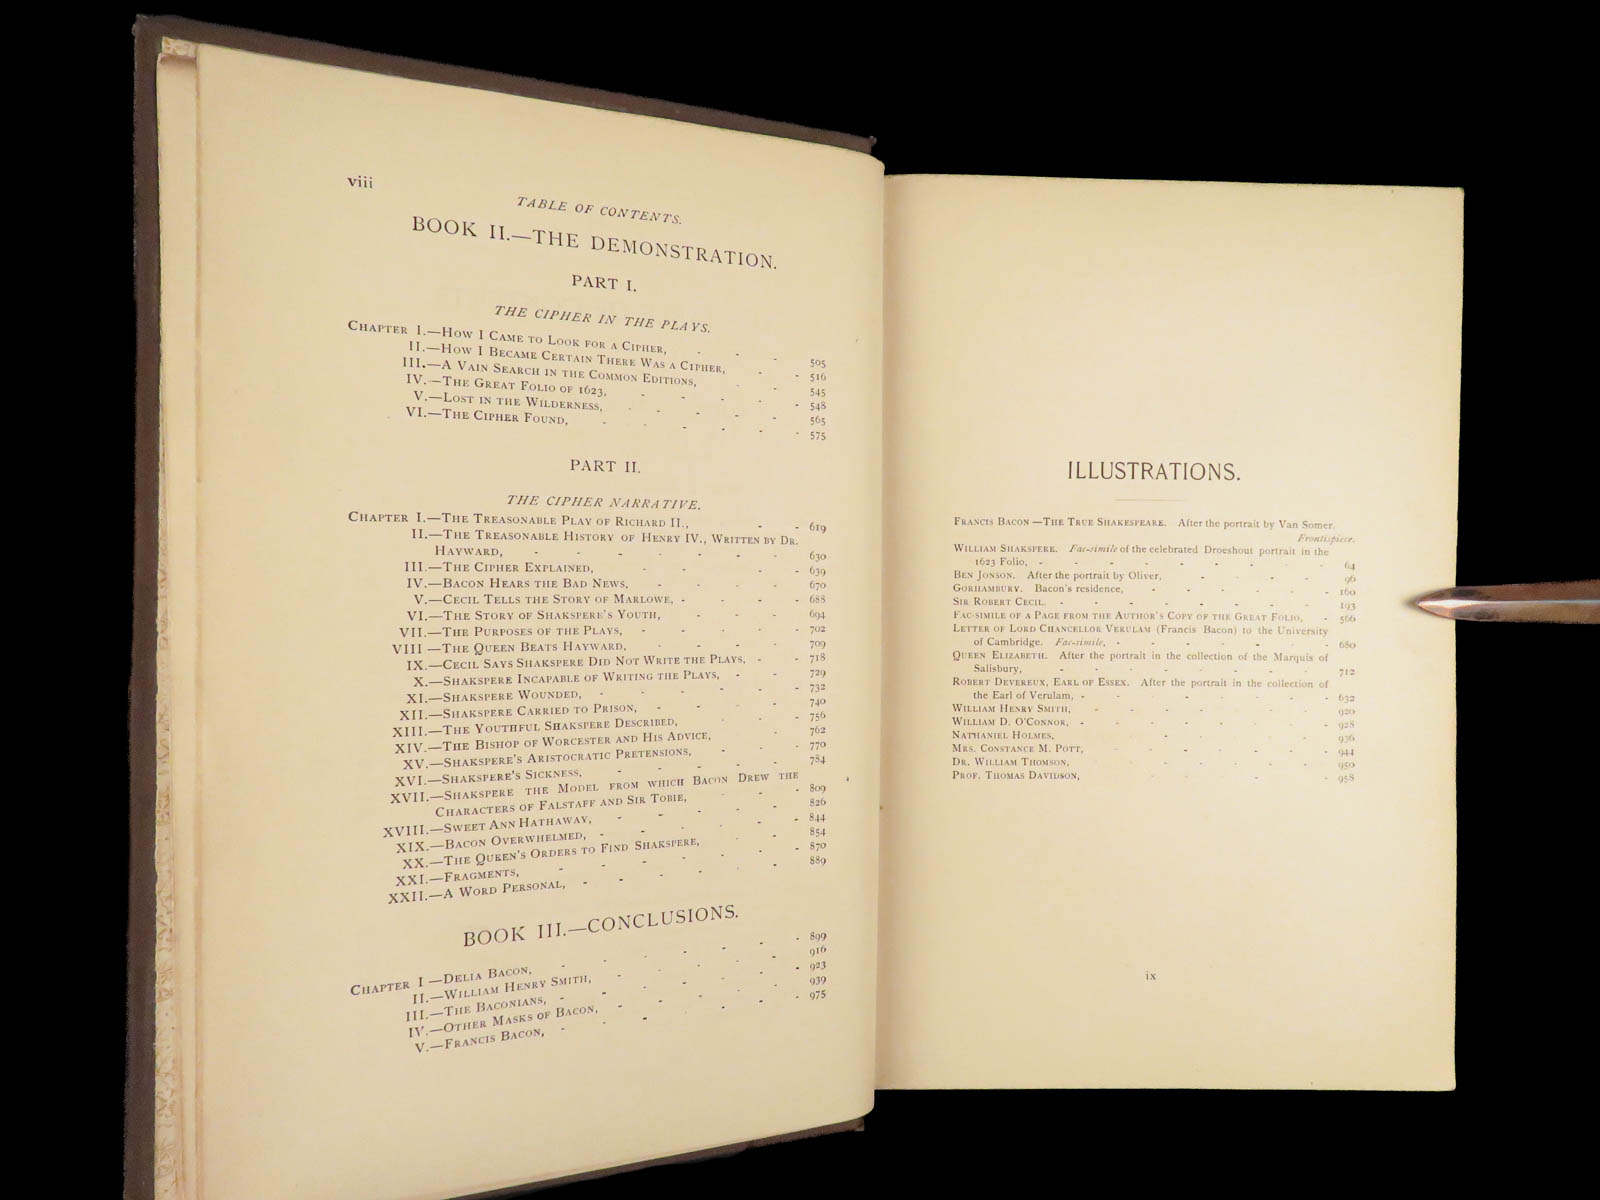 viii
TABLE OF CONTENTS.
BOOK II.—THE DEMONSTRATION.
PART I.
THE CIPHER IN THE PLAYS.
CHAPTER I.—HOW I CAME TO LOOK FOR A CIPHER, - - - 505
II.—HOW I BECAME CERTAIN THERE WAS A CIPHER, - - 516
III.—A VAIN SEARCH IN THE COMMON EDITIONS, - - 545
IV.—THE GREAT FOLIO OF 1623, - - - - - 548
V.—LOST IN THE WILDERNESS, - - - - - 565
VI.—THE CIPHER FOUND, - - - - - - 575
PART II.
THE CIPHER NARRATIVE.
CHAPTER I.—THE TREASONABLE PLAY OF RICHARD II., - - 619
II.—THE TREASONABLE HISTORY OF HENRY IV., WRITTEN BY DR.
HAYWARD, - - - - - - - 630
III.—THE CIPHER EXPLAINED, - - - - 639
IV.—BACON HEARS THE BAD NEWS, - - - - 670
V.—CECIL TELLS THE STORY OF MARLOWE, - - - - 688
VI.—THE STORY OF SHAKSPERE'S YOUTH, - - - 694
VII.—THE PURPOSES OF THE PLAYS, - - - - - 702
VIII —THE QUEEN BEATS HAYWARD, - - - - 709
IX.—CECIL SAYS SHAKSPERE DID NOT WRITE THE PLAYS, - - 718
X.—SHAKSPERE INCAPABLE OF WRITING THE PLAYS, - - 729
XI.—SHAKSPERE WOUNDED, - - - - - - 732
XII.—SHAKSPERE CARRIED TO PRISON, - - - - 740
XIII.—THE YOUTHFUL SHAKSPERE DESCRIBED, - - - 756
XIV.—THE BISHOP OF WORCESTER AND HIS ADVICE, - 762
XV.—SHAKSPERE'S ARISTOCRATIC PRETENSIONS, - - - 770
XVI.—SHAKSPERE'S SICKNESS, - - - - - 784
XVII.—SHAKSPERE THE MODEL FROM WHICH BACON DREW THE
CHARACTERS OF FALSTAFF AND SIR TOBIE, - - - 809
XVIII.—SWEET ANN HATHAWAY, - - - - - 826
XIX.—BACON OVERWHELMED, - - - - - - 844
XX.—THE QUEEN'S ORDERS TO FIND SHAKSPERE, - - 854
XXI.—FRAGMENTS, - - - - - - - 870
XXII.—A WORD PERSONAL, - - - - - - 889
BOOK III.—CONCLUSIONS.
CHAPTER I —DELIA BACON, - - - - - - - 899
II.—WILLIAM HENRY SMITH, - - - - - 916
III.—THE BACONIANS, - - - - - - - 923
IV.—OTHER MASKS OF BACON, - - - - - 939
V.—FRANCIS BACON, - - - - - - - 975
ILLUSTRATIONS.
FRANCIS BACON —THE TRUE SHAKESPEARE. After the portrait by Van Somer.
Frontispiece.
WILLIAM SHAKSPERE. Fac-simile of the celebrated Droeshout portrait in the
1623 Folio, - - - - - - - - 64
BEN JONSON. After the portrait by Oliver, - - - - 96
GORHAMBURY. Bacon's residence, - - - - - - 160
SIR ROBERT CECIL. - - - - - - - - 193
FAC-SIMILE OF A PAGE FROM THE AUTHOR'S COPY OF THE GREAT FOLIO, - 566
LETTER OF LORD CHANCELLOR VERULAM (Francis Bacon) to the University
of Cambridge. Fac-simile, - - - - - - - 680
QUEEN ELIZABETH. After the portrait in the collection of the Marquis of
Salisbury, - - - - - - - - 712
ROBERT DEVEREUX, EARL OF ESSEX. After the portrait in the collection of
the Earl of Verulam, - - - - - - - - 632
WILLIAM HENRY SMITH, - - - - - - 920
WILLIAM D. O'CONNOR, - - - - - - - - 928
NATHANIEL HOLMES, - - - - 936
MRS. CONSTANCE M. POTT, - - - - - - 944
DR. WILLIAM THOMSON, - - - - - - 950
PROF. THOMAS DAVIDSON, - - - - - 958
ix